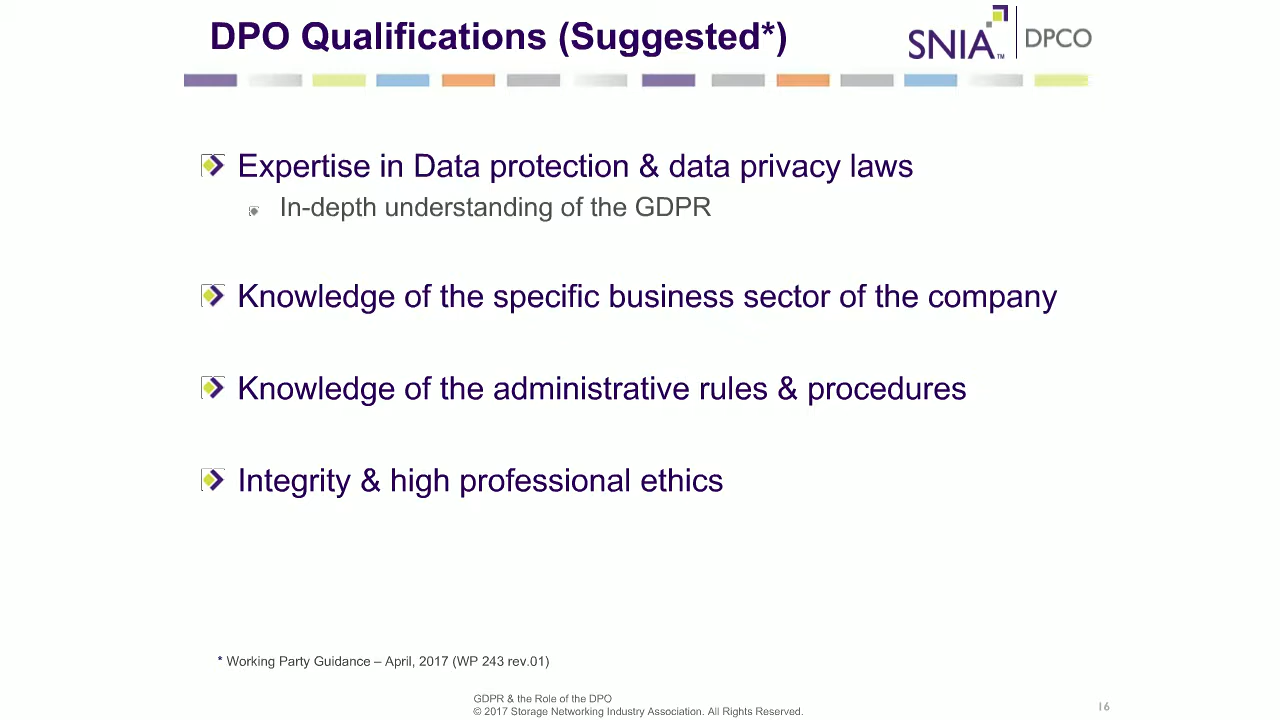 DPO Qualifications (Suggested*)
SNIA™ DPCO
Expertise in Data protection & data privacy laws
In-depth understanding of the GDPR
Knowledge of the specific business sector of the company
Knowledge of the administrative rules & procedures
Integrity & high professional ethics
* Working Party Guidance – April, 2017 (WP 243 rev.01)
GDPR & the Role of the DPO
© 2017 Storage Networking Industry Association. All Rights Reserved.
16